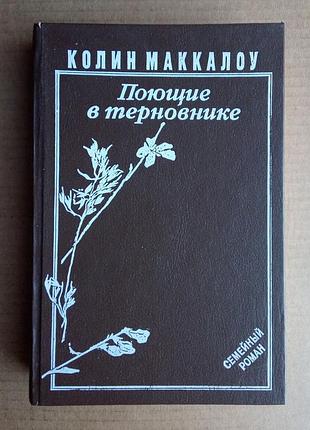 КОЛИН МАККАЛОУ
Поющие
в терновнике
СЕМЕЙНЫЙ
РОМАН